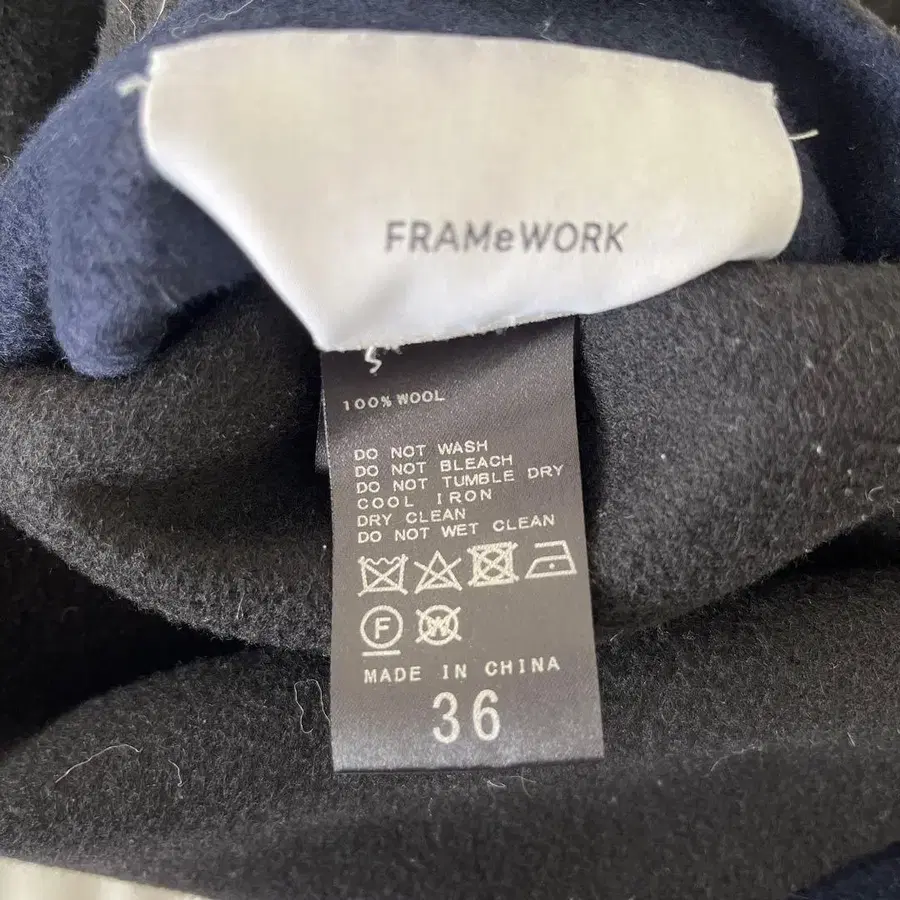 FRAMeWORK
100% WOOL
DO NOT WASH
DO NOT BLEACH
DO NOT TUMBLE DRY
COOL IRON
DRY CLEAN
DO NOT WET CLEAN
F W
MADE IN CHINA
36